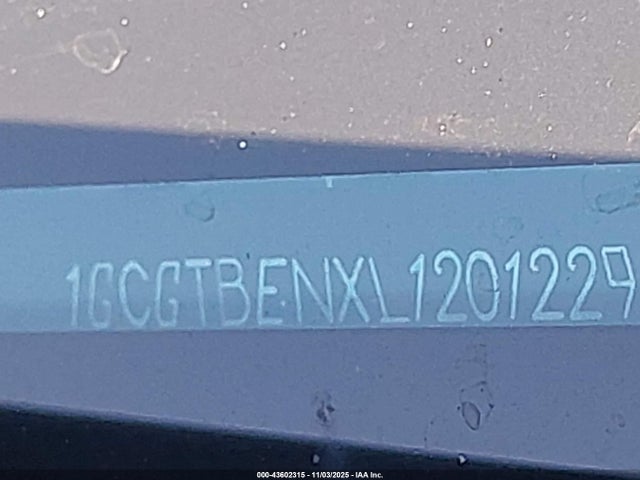 1GCGTBENXL1201229
000-43602315 - 11/03/2025 - IAA Inc.